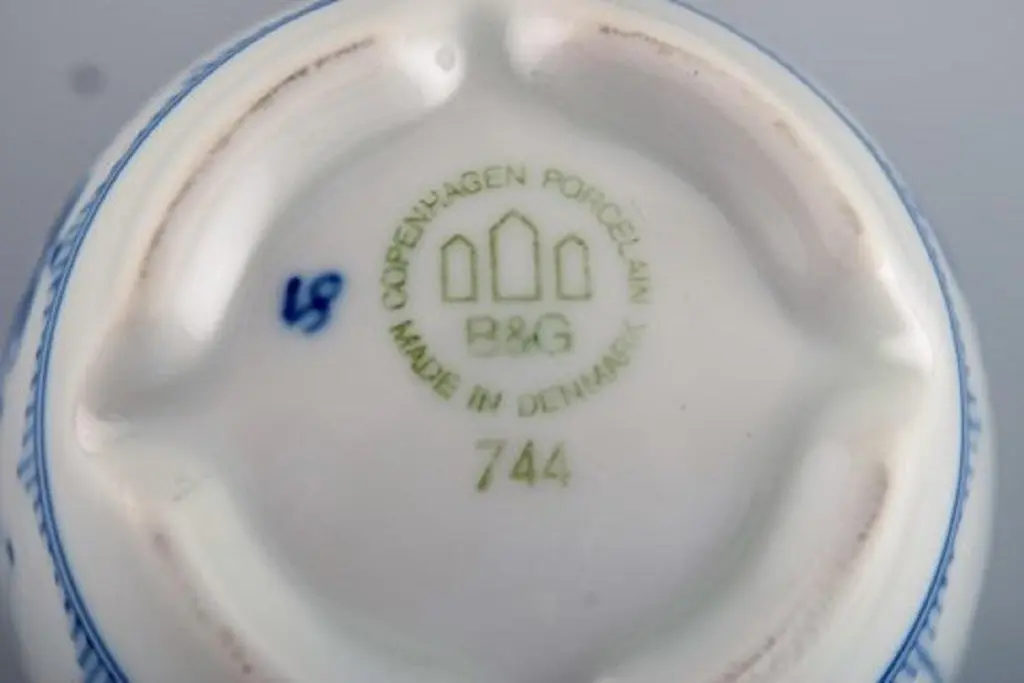 COPENHAGEN PORCELAIN
B&G
MADE IN DENMARK
744